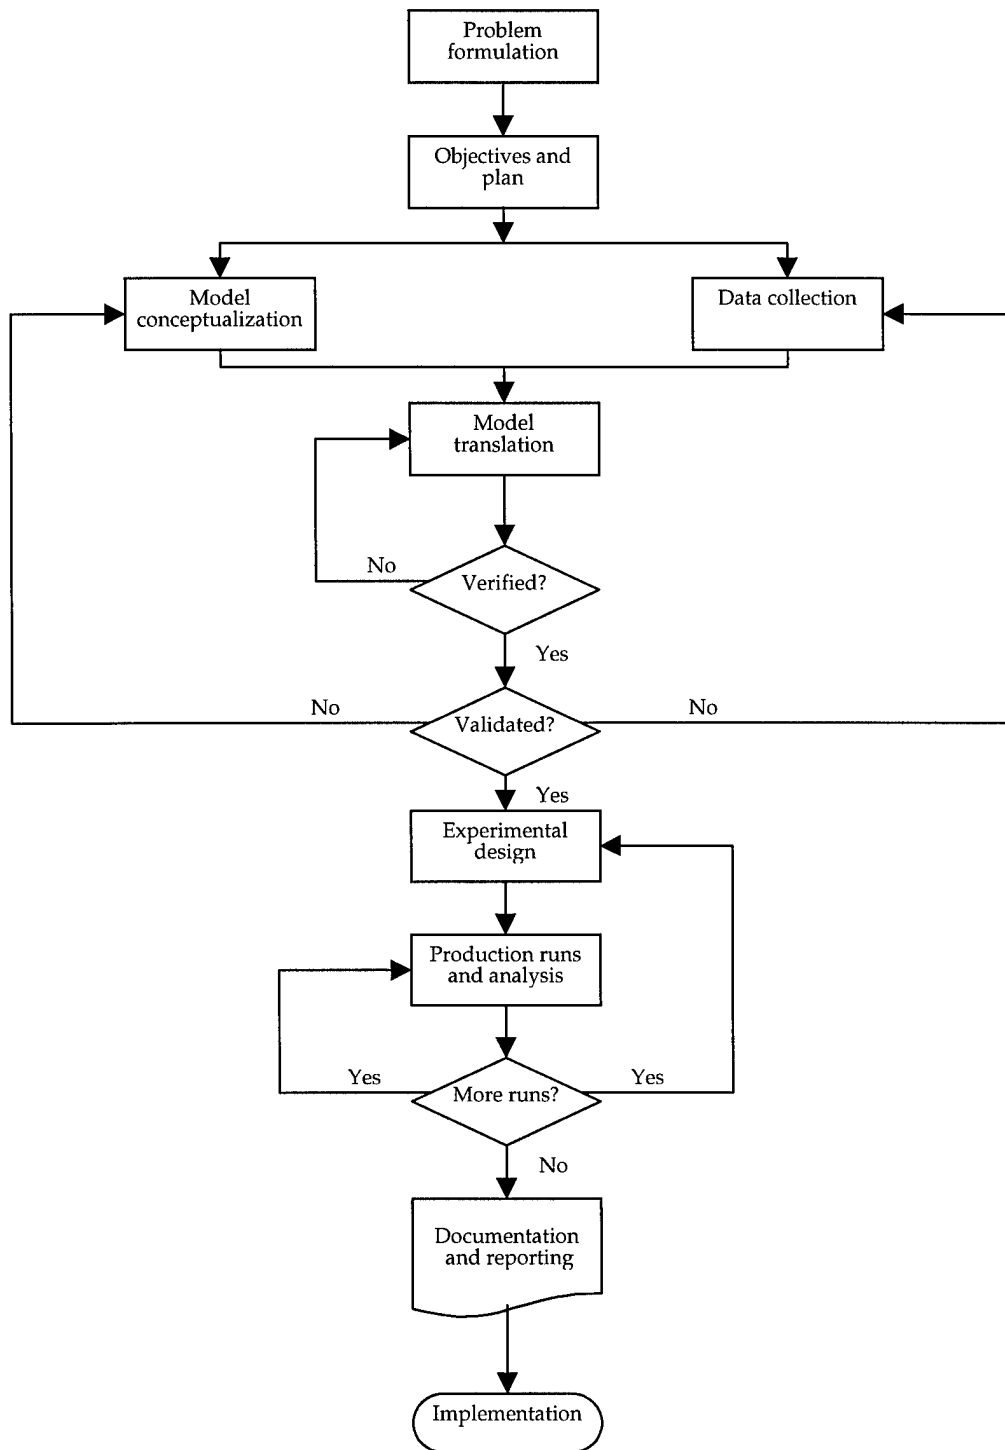 Problem
formulation
Objectives and
plan
Model
conceptualization
Data collection
Model
translation
No
Verified?
Yes
No
Validated?
No
Yes
Experimental
design
Production runs
and analysis
Yes
More runs?
Yes
No
Documentation
and reporting
Implementation